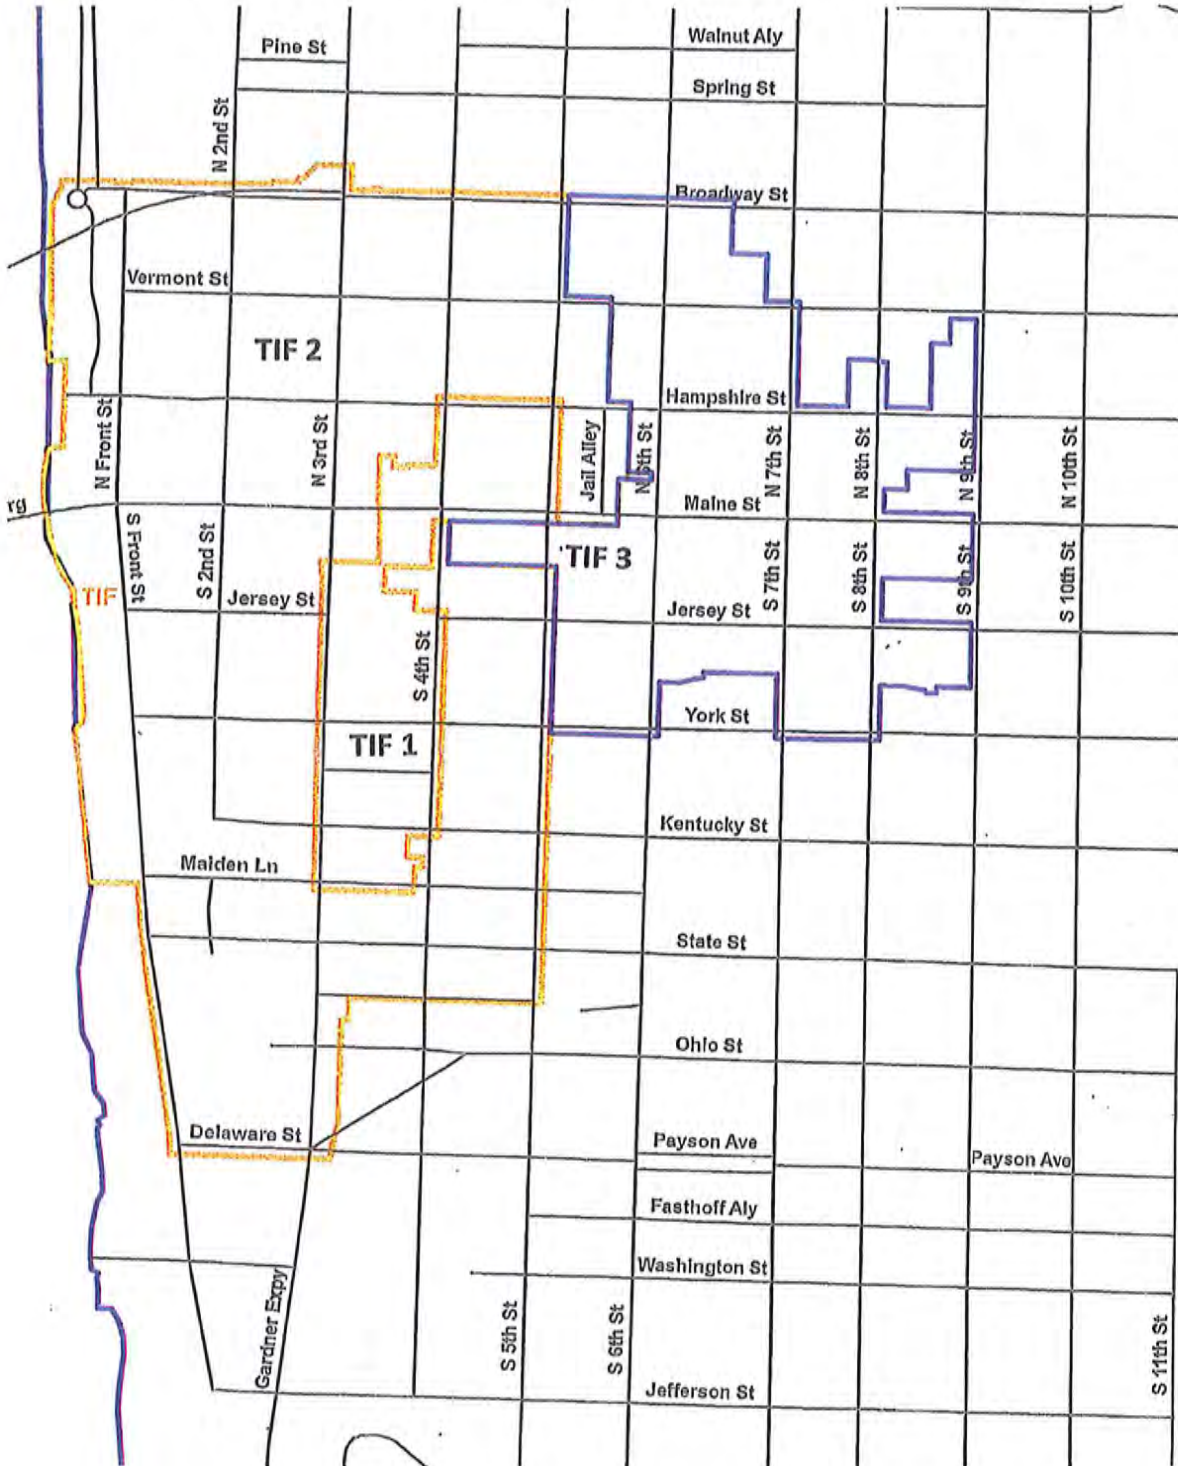 Walnut Aly
Pine St
Spring St
N 2nd St
Broadway St
Vermont St
TIF 2
Hampshire St
N Front St
N 3rd St
Jail Alley
N 6th St
N 7th St
N 8th St
N 9th St
N 10th St
Maine St
rg
S Front St
S 2nd St
TIF 3
S 7th St
S 8th St
S 9th St
S 10th St
TIF
Jersey St
Jersey St
S 4th St
York St
TIF 1
Kentucky St
Maiden Ln
State St
Ohio St
Delaware St
Payson Ave
Payson Ave
Fasthoff Aly
Washington St
Gardner Expy
S 5th St
S 6th St
S 11th St
Jefferson St